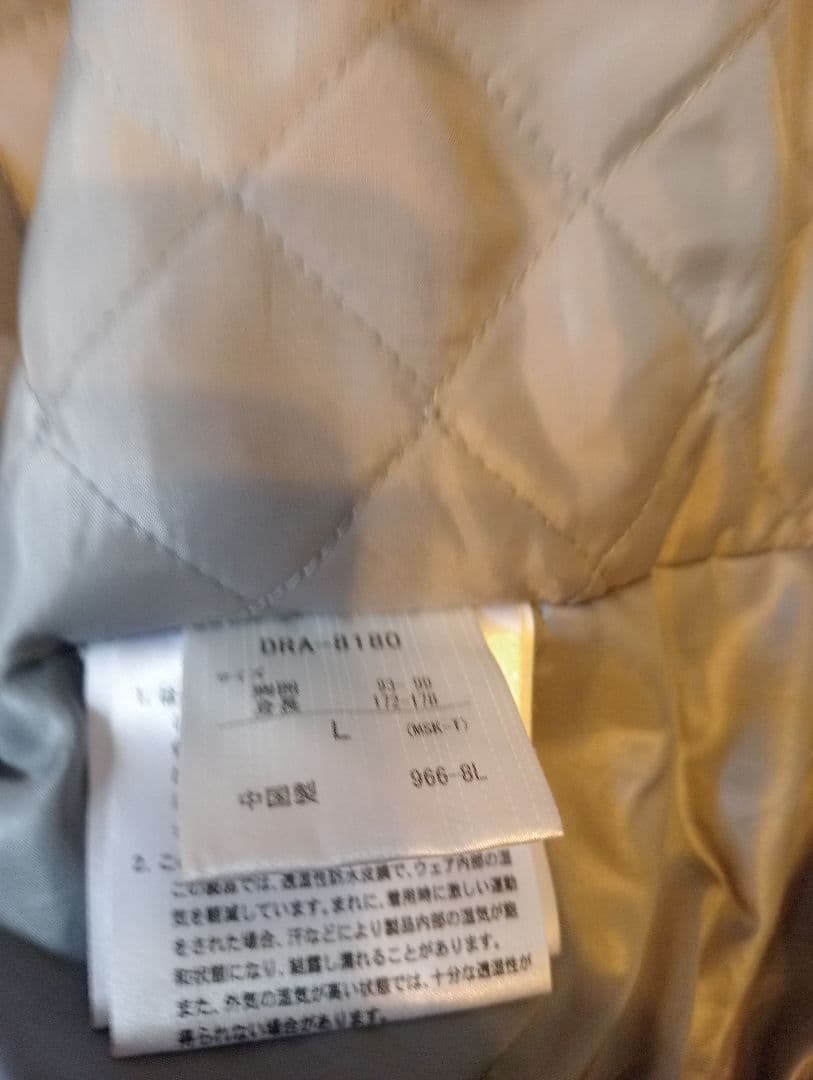 DRA-8180
サイズ
胸囲 93-99
身長 172-178
L (MSK-T)
中国製 966-8L
1.
2. こ
この製品では、透湿性防水皮膜で、ウェア内部の湿
気を軽減しています。まれに、着用時に激しい運動
をされた場合、汗などにより製品内部の湿気が飽
和状態になり、結露し濡れることがあります。
また、外気の湿気が高い状態では、十分な透湿性が
得られない場合があります。